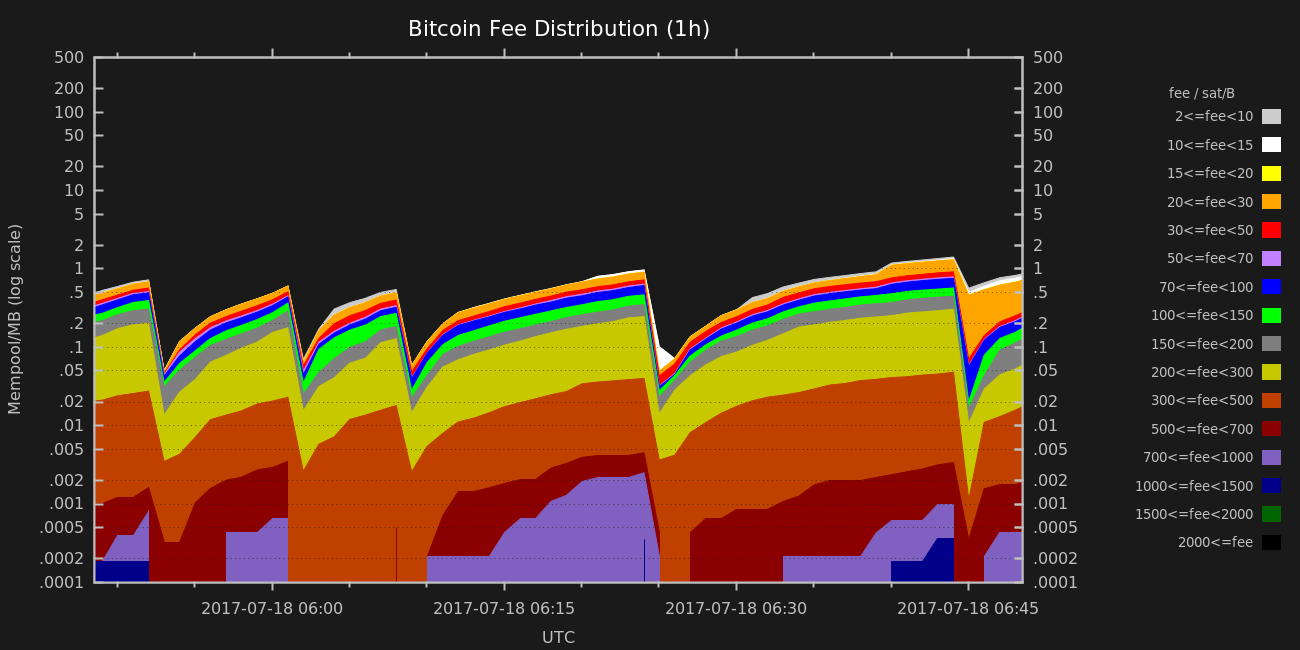 Bitcoin Fee Distribution (1h)
Mempool/MB (log scale)
500
200
100
50
20
10
5
2
1
.5
.2
.1
.05
.02
.01
.005
.002
.001
.0005
.0002
.0001
500
200
100
50
20
10
5
2
1
.5
.2
.1
.05
.02
.01
.005
.002
.001
.0005
.0002
.0001
2017-07-18 06:00
2017-07-18 06:15
2017-07-18 06:30
2017-07-18 06:45
UTC
fee / sat/B
2<=fee<10
10<=fee<15
15<=fee<20
20<=fee<30
30<=fee<50
50<=fee<70
70<=fee<100
100<=fee<150
150<=fee<200
200<=fee<300
300<=fee<500
500<=fee<700
700<=fee<1000
1000<=fee<1500
1500<=fee<2000
2000<=fee